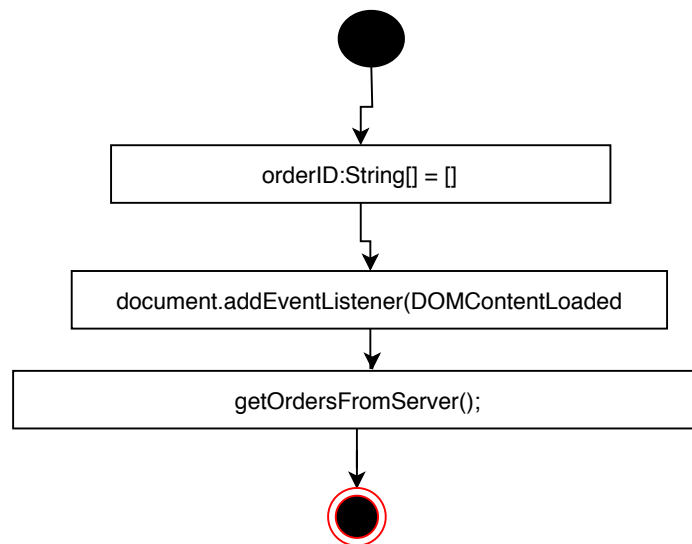 orderID:String[] = []
document.addEventListener(DOMContentLoaded
getOrdersFromServer();